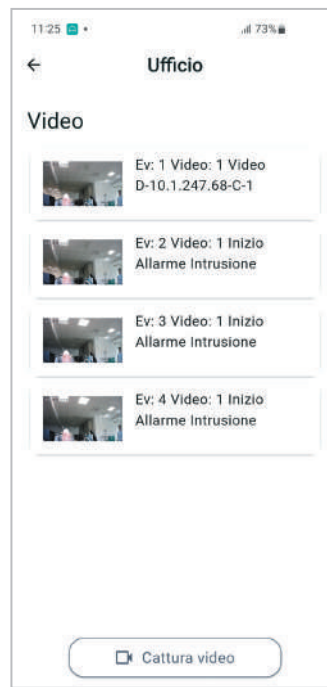 11:25
73%
Ufficio
Video
Ev: 1 Video: 1 Video
D-10.1.247.68-C-1
Ev: 2 Video: 1 Inizio
Allarme Intrusione
Ev: 3 Video: 1 Inizio
Allarme Intrusione
Ev: 4 Video: 1 Inizio
Allarme Intrusione
Cattura video